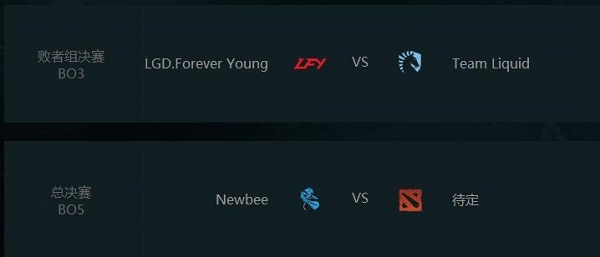 败者组决赛
BO3
LGD.Forever Young LFY VS Team Liquid
总决赛
BO5
Newbee VS 待定